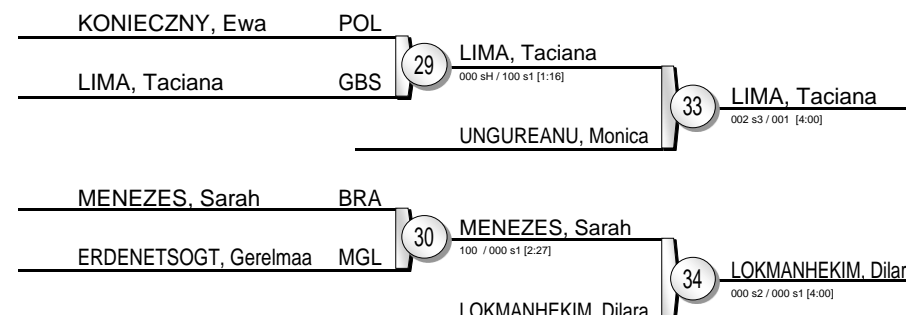 KONIECZNY, Ewa POL
29
LIMA, Taciana
000 sH / 100 s1 [1:16]
LIMA, Taciana GBS
33
LIMA, Taciana
002 s3 / 001 [4:00]
UNGUREANU, Monica
MENEZES, Sarah BRA
30
MENEZES, Sarah
100 / 000 s1 [2:27]
ERDENETSOGT, Gerelmaa MGL
34
LOKMANHEKIM, Dilar
000 s2 / 000 s1 [4:00]
LOKMANHEKIM, Dilara